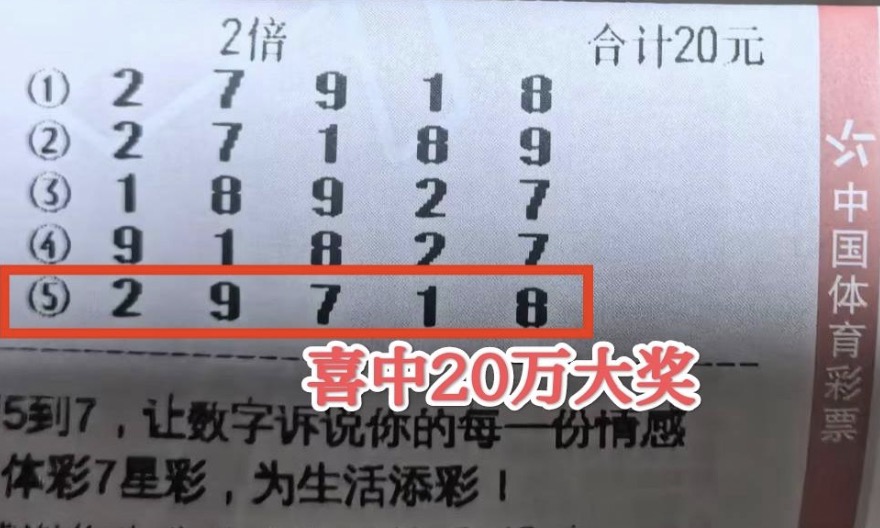 2倍 合计20元
① 2 7 9 1 8
② 2 7 1 8 9
③ 1 8 9 2 7
④ 9 1 8 2 7
⑤ 2 9 7 1 8
喜中20万大奖
5到7，让数字诉说你的每一份情感
体彩7星彩，为生活添彩！
中国体育彩票